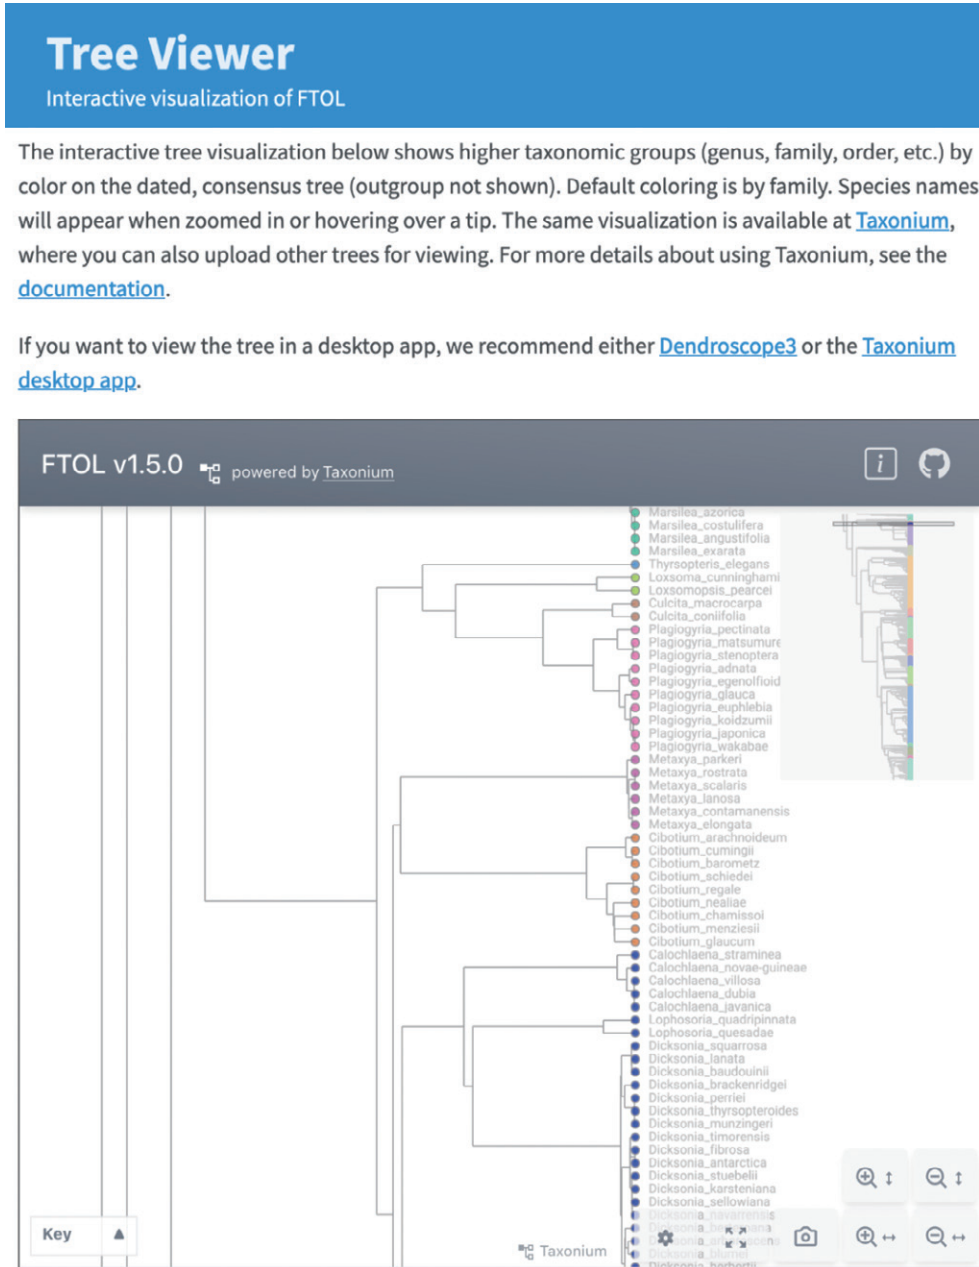 Tree Viewer
Interactive visualization of FTOL
The interactive tree visualization below shows higher taxonomic groups (genus, family, order, etc.) by
color on the dated, consensus tree (outgroup not shown). Default coloring is by family. Species names
will appear when zoomed in or hovering over a tip. The same visualization is available at Taxonium,
where you can also upload other trees for viewing. For more details about using Taxonium, see the
documentation.
If you want to view the tree in a desktop app, we recommend either Dendroscope3 or the Taxonium
desktop app.
FTOL v1.5.0 powered by Taxonium i
Marsilea_azorica
Marsilea_costulifera
Marsilea_angustifolia
Marsilea_exarata
Thyrsopteris_elegans
Loxsoma_cunninghami
Loxsomopsis_pearcei
Culcita_macrocarpa
Culcita_coniifolia
Plagiogyria_pectinata
Plagiogyria_matsumure
Plagiogyria_stenoptera
Plagiogyria_adnata
Plagiogyria_egenolfioid
Plagiogyria_glauca
Plagiogyria_euphlebia
Plagiogyria_koidzumii
Plagiogyria_japonica
Plagiogyria_wakabae
Metaxya_parkeri
Metaxya_rostrata
Metaxya_scalaris
Metaxya_lanosa
Metaxya_contamanensis
Metaxya_elongata
Cibotium_arachnoideum
Cibotium_cumingii
Cibotium_barometz
Cibotium_schiedei
Cibotium_regale
Cibotium_nealiae
Cibotium_chamissoi
Cibotium_menziesii
Cibotium_glaucum
Calochlaena_straminea
Calochlaena_novae-guineae
Calochlaena_villosa
Calochlaena_dubia
Calochlaena_javanica
Lophosoria_quadripinnata
Lophosoria_quesadae
Dicksonia_squarrosa
Dicksonia_lanata
Dicksonia_baudouinii
Dicksonia_brackenridgei
Dicksonia_perriei
Dicksonia_thyrsopteroides
Dicksonia_munzingeri
Dicksonia_timorensis
Dicksonia_fibrosa
Dicksonia_antarctica
Dicksonia_stuebelii
Dicksonia_karsteniana
Dicksonia_sellowiana
Dicksonia_navarrensis
Key
Taxonium